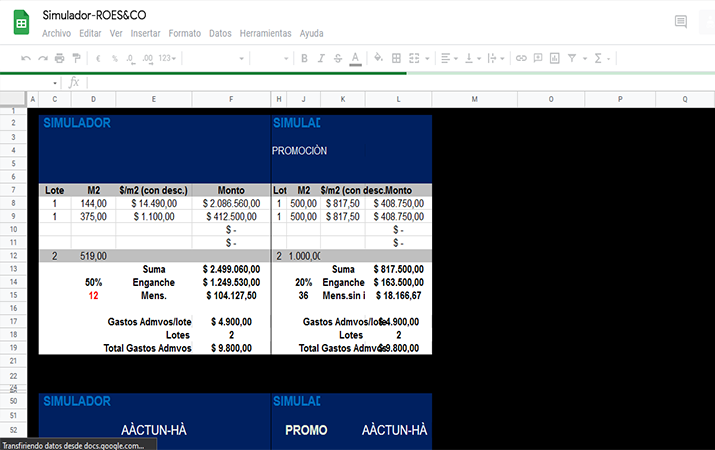 Simulador-ROES&CO
Archivo Editar Ver Insertar Formato Datos Herramientas Ayuda
€ % .0 .00 123 B I S A Σ
fx
A C D E F H J K L M O P Q
1
2 SIMULADOR SIMULAD
3
4 PROMOCIÒN
5
6
7 Lote M2 $/m2 (con desc.) Monto Lot M2 $/m2 (con desc.Monto
8 1 144,00 $ 14.490,00 $ 2.086.560,00 1 500,00 $ 817,50 $ 408.750,00
9 1 375,00 $ 1.100,00 $ 412.500,00 1 500,00 $ 817,50 $ 408.750,00
10 $ - $ -
11 $ - $ -
12 2 519,00 2 1.000,00
13 Suma $ 2.499.060,00 Suma $ 817.500,00
14 50% Enganche $ 1.249.530,00 20% Enganche $ 163.500,00
15 12 Mens. $ 104.127,50 36 Mens.sin i $ 18.166,67
16
17 Gastos Admvos/lote $ 4.900,00 Gastos Admvos/lote $ 4.900,00
18 Lotes 2 Lotes 2
19 Total Gastos Admvos $ 9.800,00 Total Gastos Admvos $ 9.800,00
21
22
24
50 SIMULADOR SIMULAD
51
52 AÀCTUN-HÀ PROMO AÀCTUN-HÀ
Transfiriendo datos desde docs.google.com...